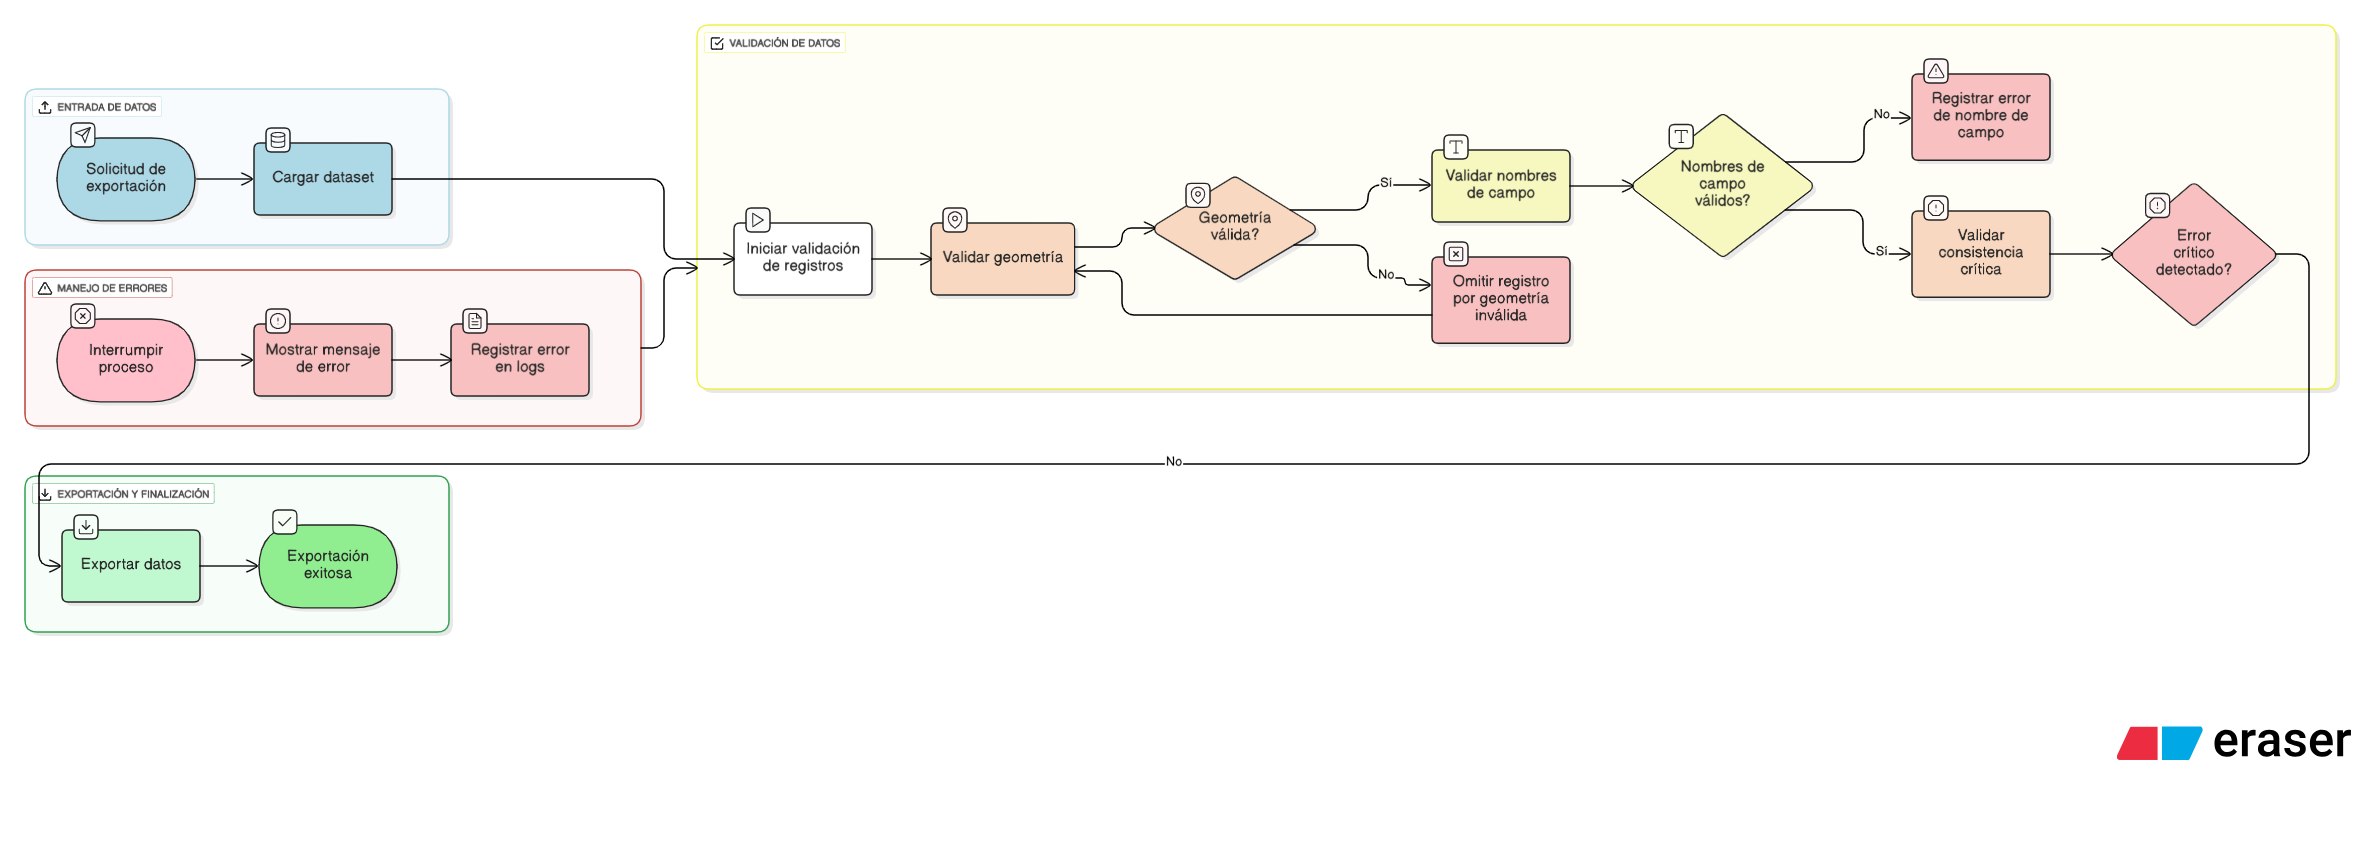 ENTRADA DE DATOS
Solicitud de
exportación
Cargar dataset
MANEJO DE ERRORES
Interrumpir
proceso
Mostrar mensaje
de error
Registrar error
en logs
VALIDACIÓN DE DATOS
Iniciar validación
de registros
Validar geometría
Geometría
válida?
Sí
No
Validar nombres
de campo
Omitir registro
por geometría
inválida
Nombres de
campo
válidos?
No
Sí
Registrar error
de nombre de
campo
Validar
consistencia
crítica
Error
crítico
detectado?
No
EXPORTACIÓN Y FINALIZACIÓN
Exportar datos
Exportación
exitosa
eraser